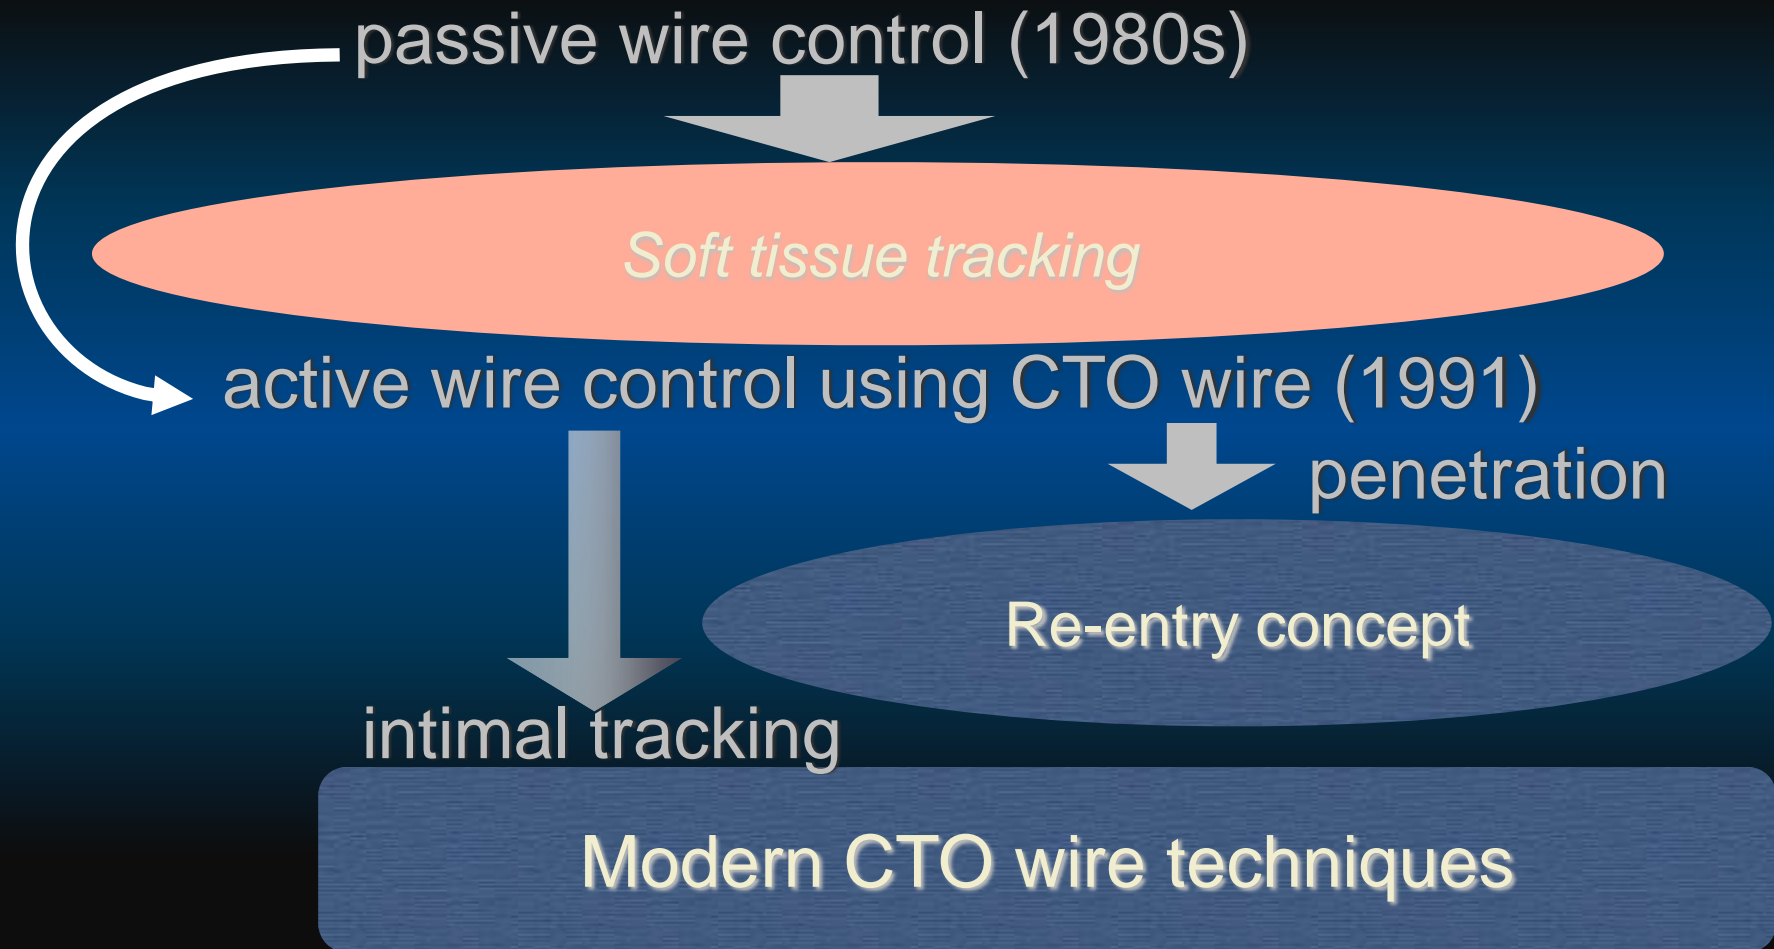 passive wire control (1980s)
Soft tissue tracking
active wire control using CTO wire (1991)
penetration
Re-entry concept
intimal tracking
Modern CTO wire techniques